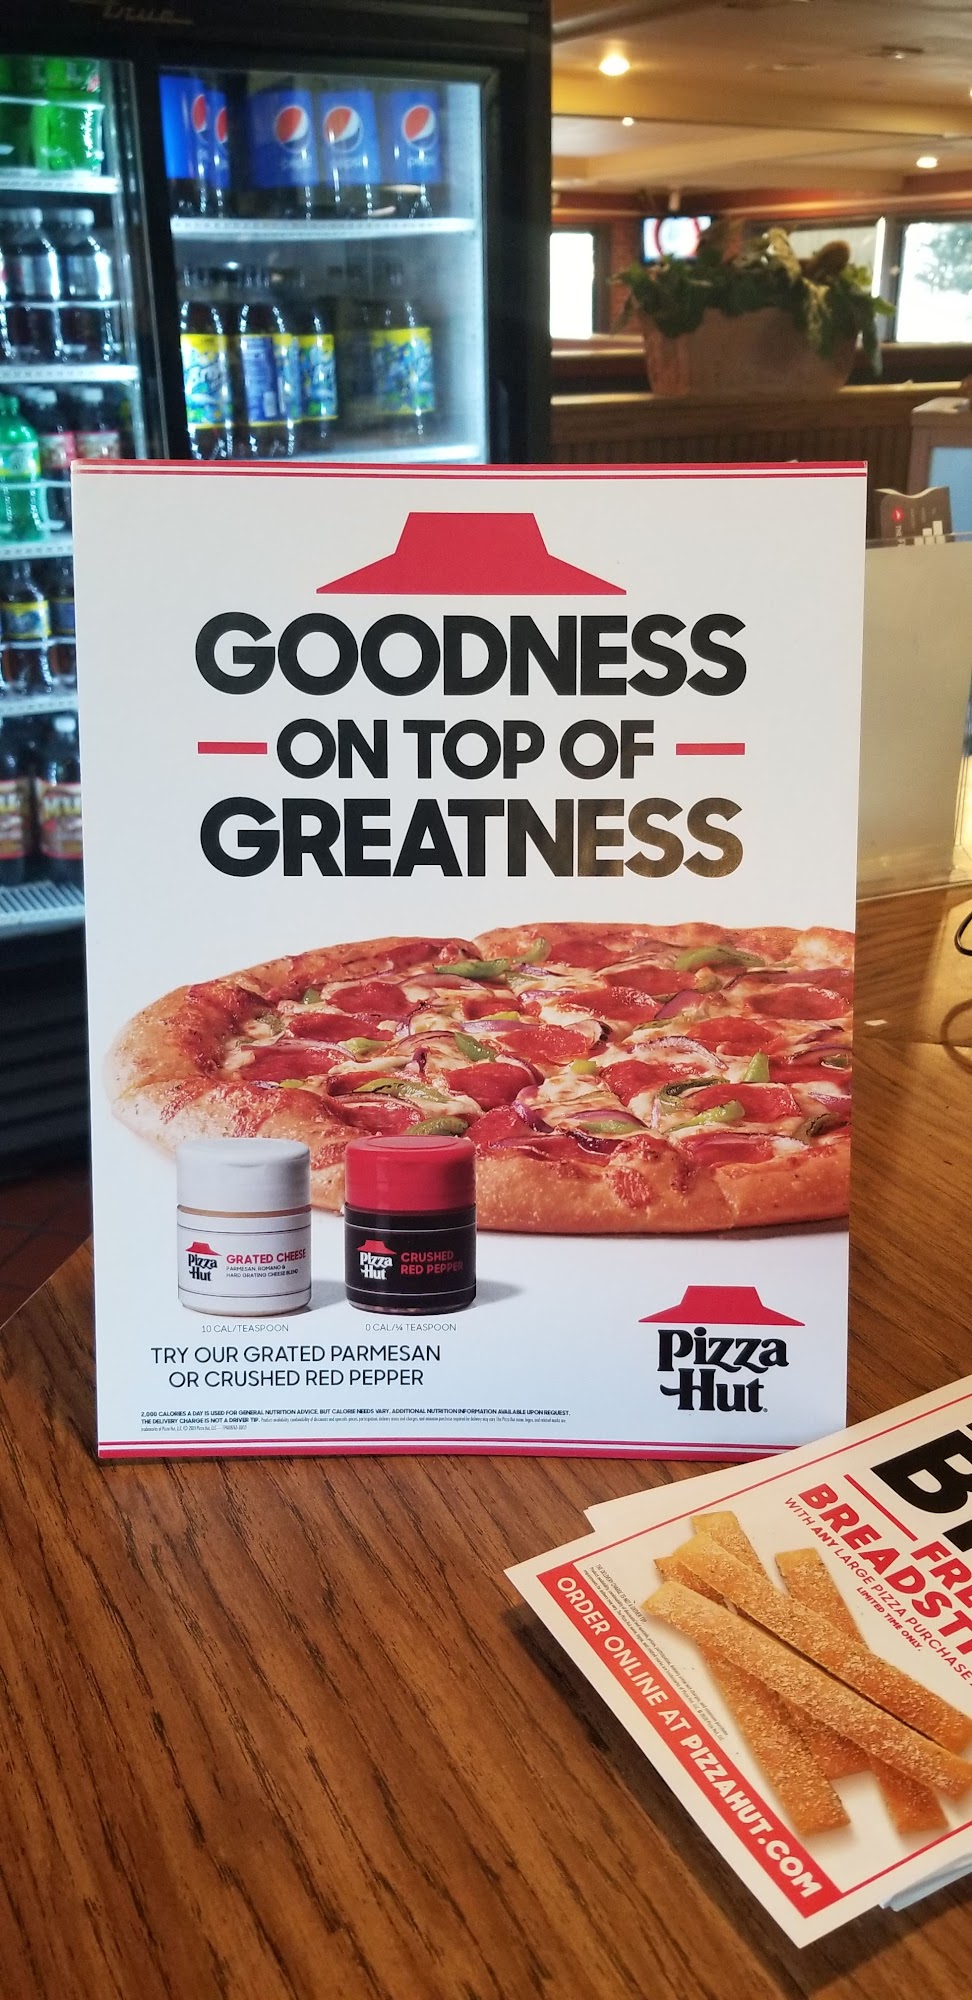 True
GOODNESS
ON TOP OF
GREATNESS
Pizza
Hut
GRATED CHEESE
PARMESAN, ROMANO &
HARD GRATING CHEESE BLEND
Pizza
Hut
CRUSHED
RED PEPPER
10 CAL/TEASPOON
0 CAL/¼ TEASPOON
TRY OUR GRATED PARMESAN
OR CRUSHED RED PEPPER
Pizza
Hut
2,000 CALORIES A DAY IS USED FOR GENERAL NUTRITION ADVICE, BUT CALORIE NEEDS VARY. ADDITIONAL NUTRITION INFORMATION AVAILABLE UPON REQUEST.
THE DELIVERY CHARGE IS NOT A DRIVER TIP.
FRE
BREADSTI
WITH ANY LARGE PIZZA PURCHASE
LIMITED TIME ONLY.
ORDER ONLINE AT PIZZAHUT.COM